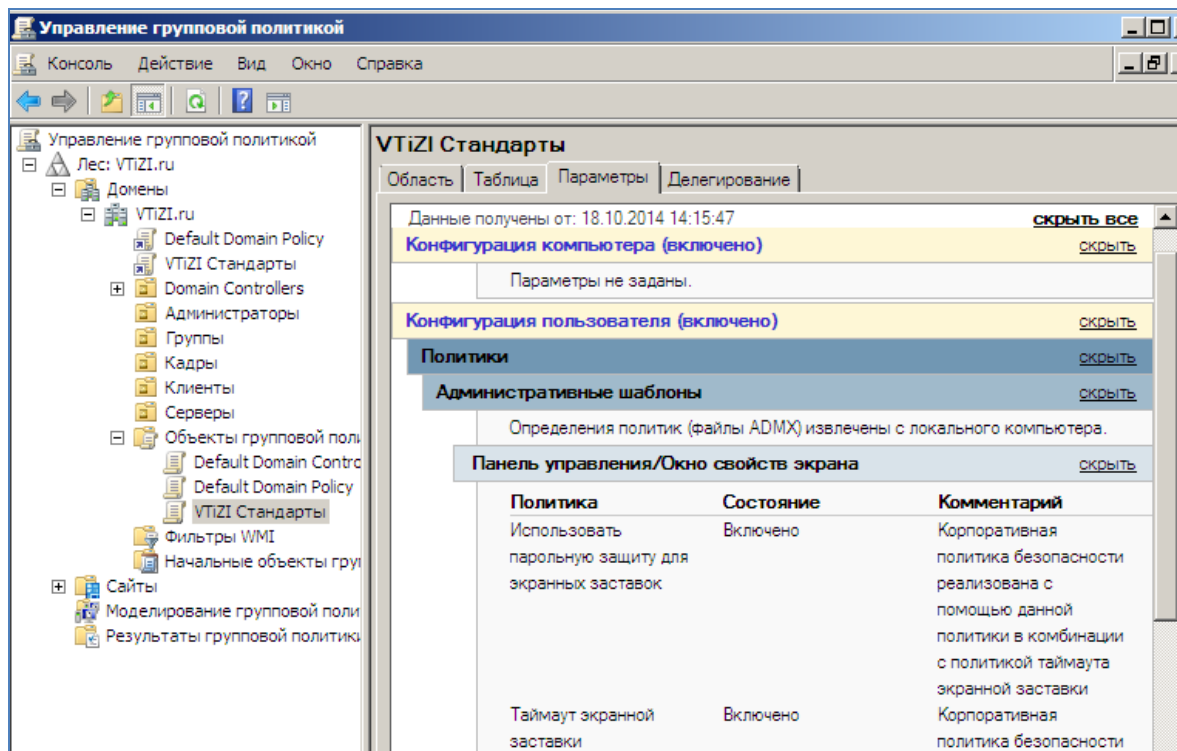 Управление групповой политикой
Консоль Действие Вид Окно Справка
Управление групповой политикой
Лес: VTiZI.ru
Домены
VTiZI.ru
Default Domain Policy
VTiZI Стандарты
Domain Controllers
Администраторы
Группы
Кадры
Клиенты
Серверы
Объекты групповой поли
Default Domain Contro
Default Domain Policy
VTiZI Стандарты
Фильтры WMI
Начальные объекты груп
Сайты
Моделирование групповой поли
Результаты групповой политики
VTiZI Стандарты
Область Таблица Параметры Делегирование
Данные получены от: 18.10.2014 14:15:47 скрыть все
Конфигурация компьютера (включено) скрыть
Параметры не заданы.
Конфигурация пользователя (включено) скрыть
Политики скрыть
Административные шаблоны скрыть
Определения политик (файлы ADMX) извлечены с локального компьютера.
Панель управления/Окно свойств экрана скрыть
Политика Состояние Комментарий
Использовать Включено Корпоративная
парольную защиту для политика безопасности
экранных заставок реализована с
помощью данной
политики в комбинации
с политикой таймаута
экранной заставки
Таймаут экранной Включено Корпоративная
заставки политика безопасности